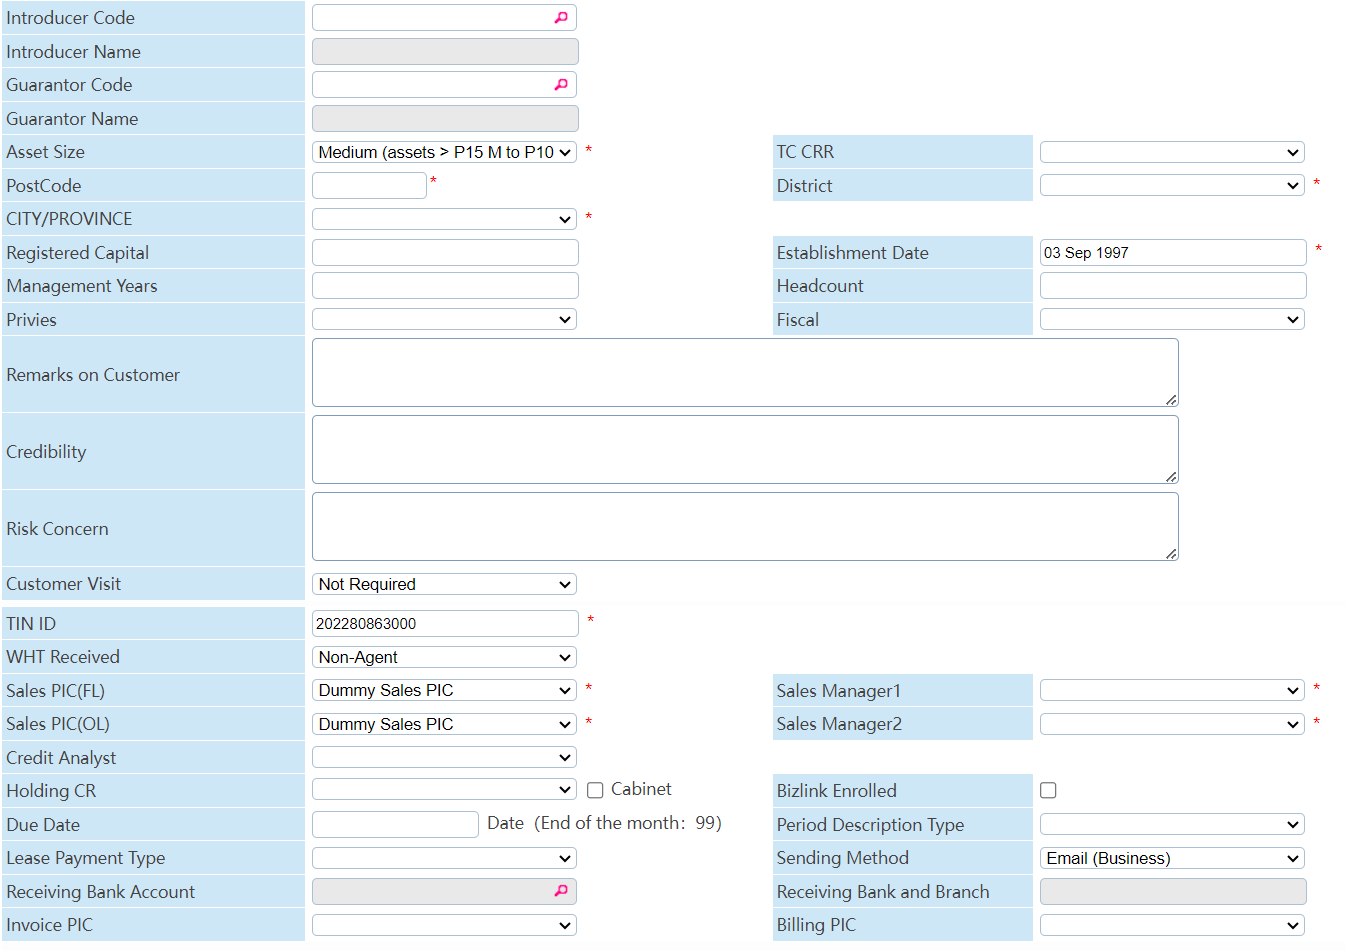 Introducer Code
Introducer Name
Guarantor Code
Guarantor Name
Asset Size Medium (assets > P15 M to P10 * TC CRR
PostCode * District *
CITY/PROVINCE *
Registered Capital Establishment Date 03 Sep 1997 *
Management Years Headcount
Privies Fiscal
Remarks on Customer
Credibility
Risk Concern
Customer Visit Not Required
TIN ID 202280863000 *
WHT Received Non-Agent
Sales PIC(FL) Dummy Sales PIC * Sales Manager1 *
Sales PIC(OL) Dummy Sales PIC * Sales Manager2 *
Credit Analyst
Holding CR Cabinet Bizlink Enrolled
Due Date Date (End of the month: 99) Period Description Type
Lease Payment Type Sending Method Email (Business)
Receiving Bank Account Receiving Bank and Branch
Invoice PIC Billing PIC